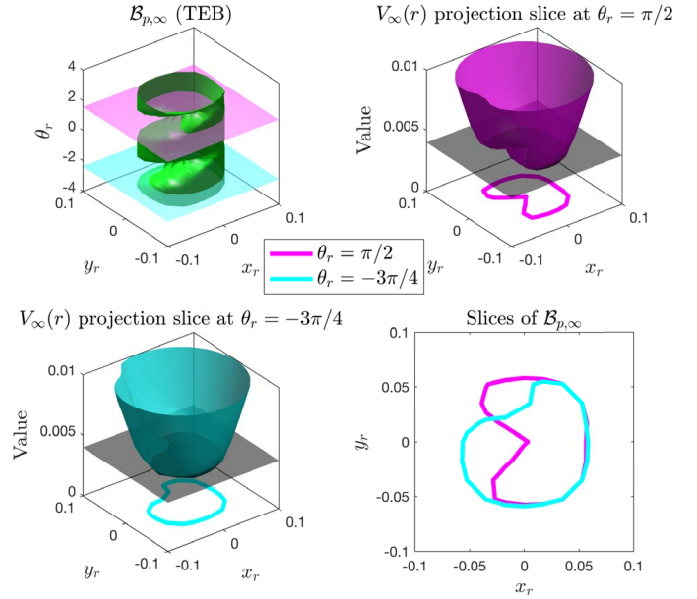 𝓑_{p,∞} (TEB)
4
2
0
-2
-4
θ_r
0.1
0
-0.1
y_r
-0.1
0
0.1
x_r
V_∞(r) projection slice at θ_r = π/2
0.01
0.005
0
Value
0.1
0
-0.1
y_r
-0.1
0
0.1
x_r
θ_r = π/2
θ_r = −3π/4
V_∞(r) projection slice at θ_r = −3π/4
0.01
0.005
0
Value
0.1
0
-0.1
y_r
-0.1
0
0.1
x_r
Slices of 𝓑_{p,∞}
0.1
0.05
0
-0.05
-0.1
y_r
-0.1
-0.05
0
0.05
0.1
x_r